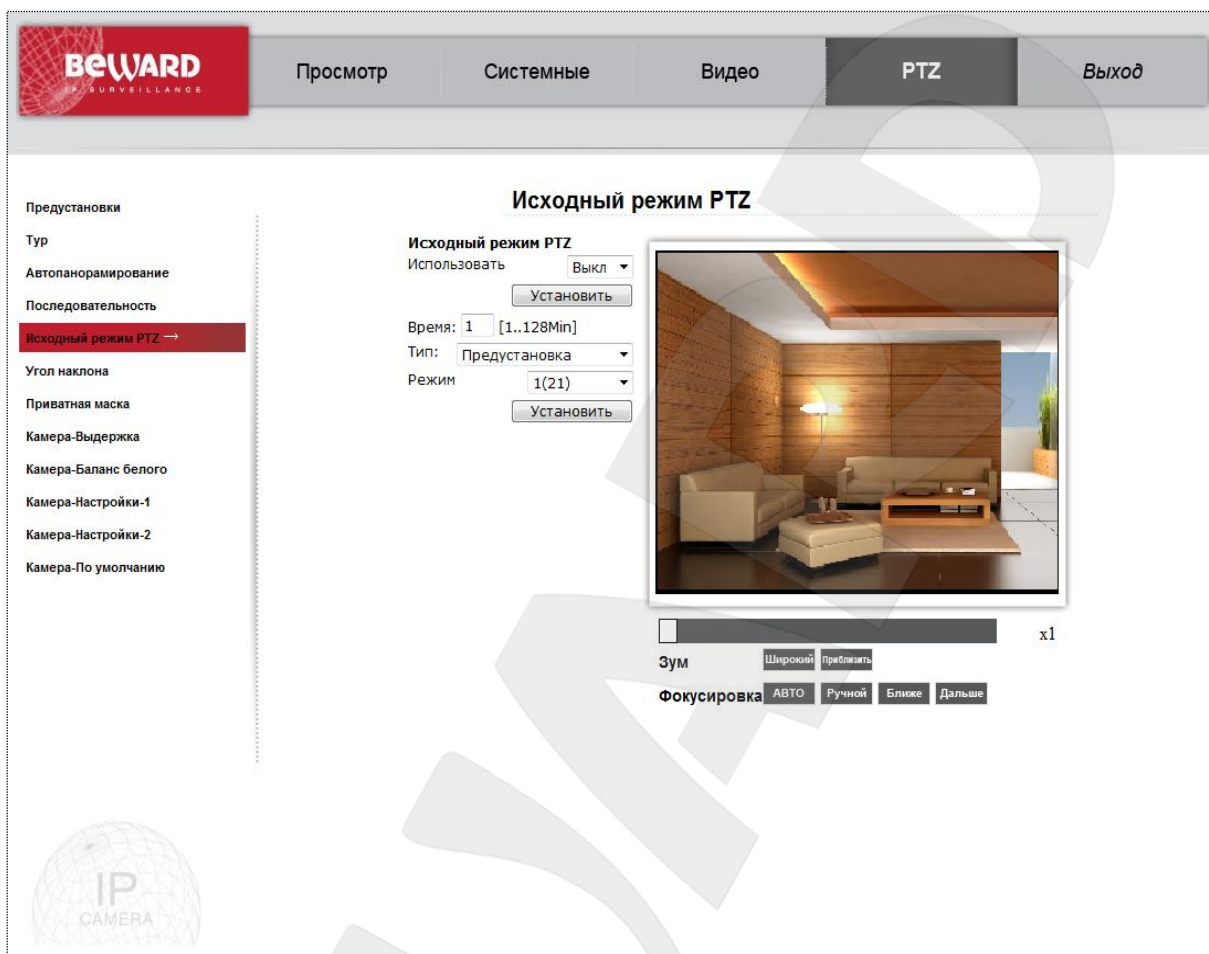 BEWARD
IP SURVEILLANCE
Просмотр
Системные
Видео
PTZ
Выход
Предустановки
Тур
Автопанорамирование
Последовательность
Исходный режим PTZ →
Угол наклона
Приватная маска
Камера-Выдержка
Камера-Баланс белого
Камера-Настройки-1
Камера-Настройки-2
Камера-По умолчанию
Исходный режим PTZ
Исходный режим PTZ
Использовать Выкл
Установить
Время: 1 [1..128Min]
Тип: Предустановка
Режим 1(21)
Установить
x1
Зум Широкий Приблизить
Фокусировка АВТО Ручной Ближе Дальше
IP
CAMERA